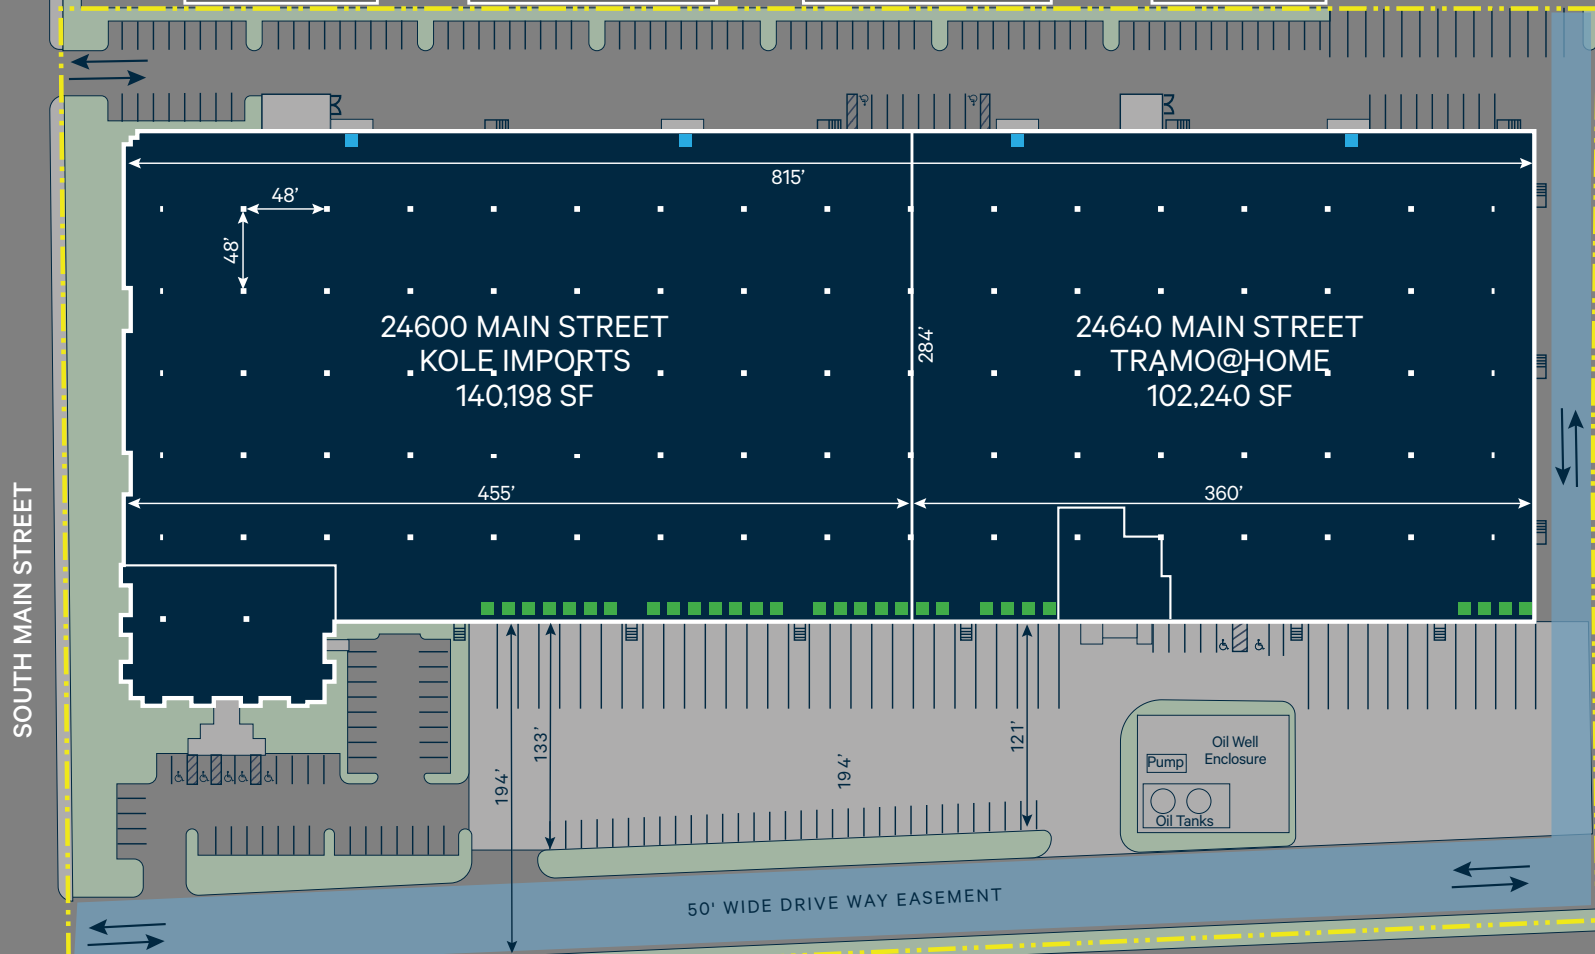 815’
48’
48’
24600 MAIN STREET
KOLE IMPORTS
140,198 SF
284’
24640 MAIN STREET
TRAMO@HOME
102,240 SF
455’
360’
SOUTH MAIN STREET
194’
133’
194’
121’
Oil Well
Enclosure
Pump
Oil Tanks
50' WIDE DRIVE WAY EASEMENT